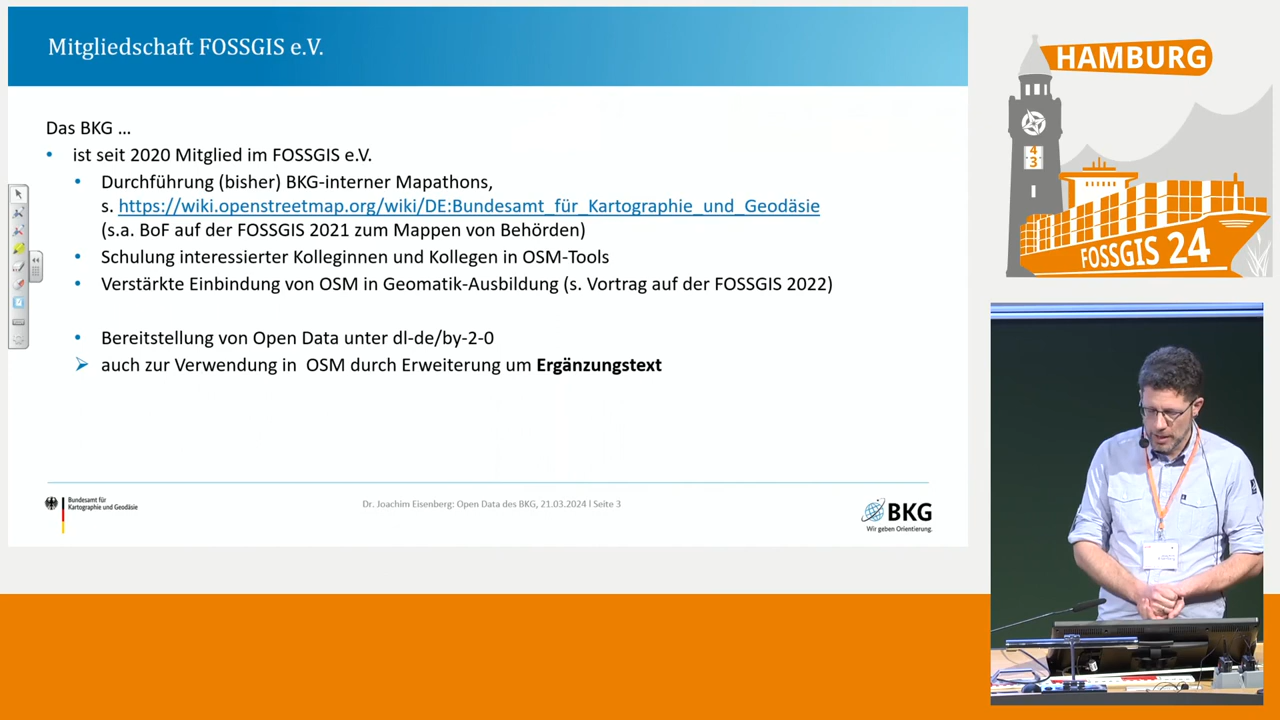 Mitgliedschaft FOSSGIS e.V.
Das BKG ...
• ist seit 2020 Mitglied im FOSSGIS e.V.
• Durchführung (bisher) BKG-interner Mapathons,
s. https://wiki.openstreetmap.org/wiki/DE:Bundesamt_für_Kartographie_und_Geodäsie
(s.a. BoF auf der FOSSGIS 2021 zum Mappen von Behörden)
• Schulung interessierter Kolleginnen und Kollegen in OSM-Tools
• Verstärkte Einbindung von OSM in Geomatik-Ausbildung (s. Vortrag auf der FOSSGIS 2022)
• Bereitstellung von Open Data unter dl-de/by-2-0
➢ auch zur Verwendung in OSM durch Erweiterung um Ergänzungstext
Bundesamt für
Kartographie und Geodäsie
Dr. Joachim Eisenberg: Open Data des BKG, 21.03.2024 | Seite 3
BKG
Wir geben Orientierung.
HAMBURG
4
3
FOSSGIS 24